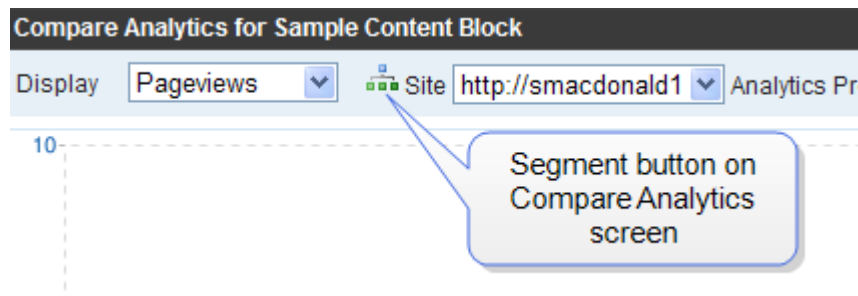 Compare Analytics for Sample Content Block
Display Pageviews Site http://smacdonald1 Analytics Pr
10
Segment button on
Compare Analytics
screen